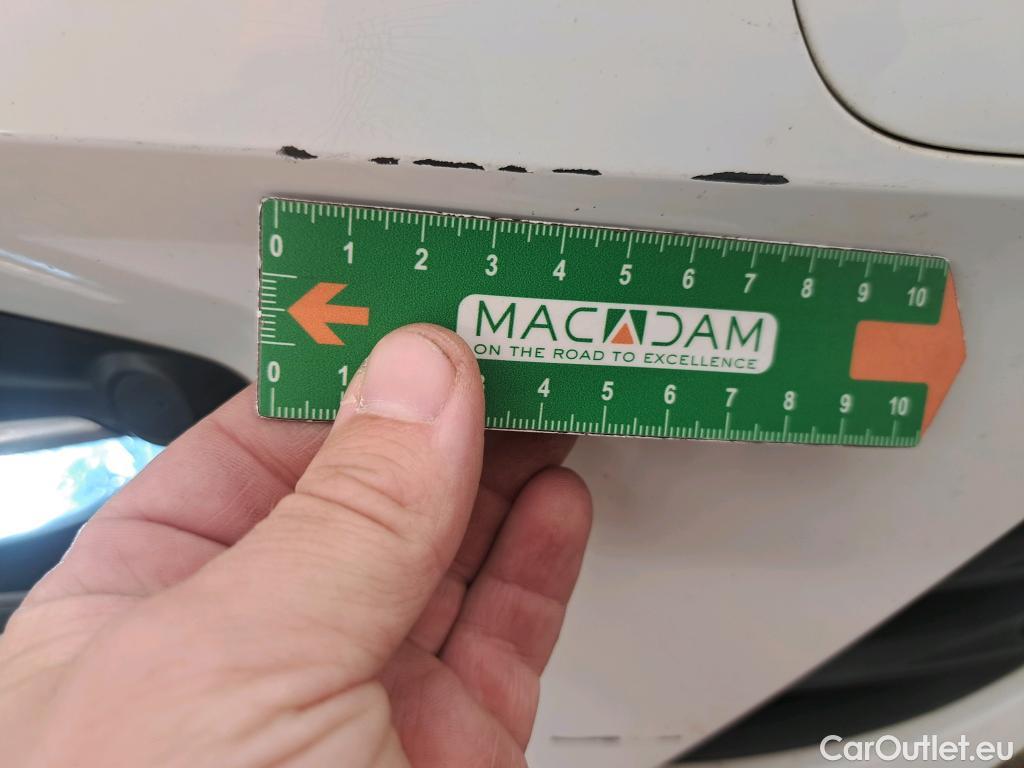 0 1 2 3 4 5 6 7 8 9 10
MACADAM
ON THE ROAD TO EXCELLENCE
0 1 3 4 5 6 7 8 9 10
CarOutlet.eu